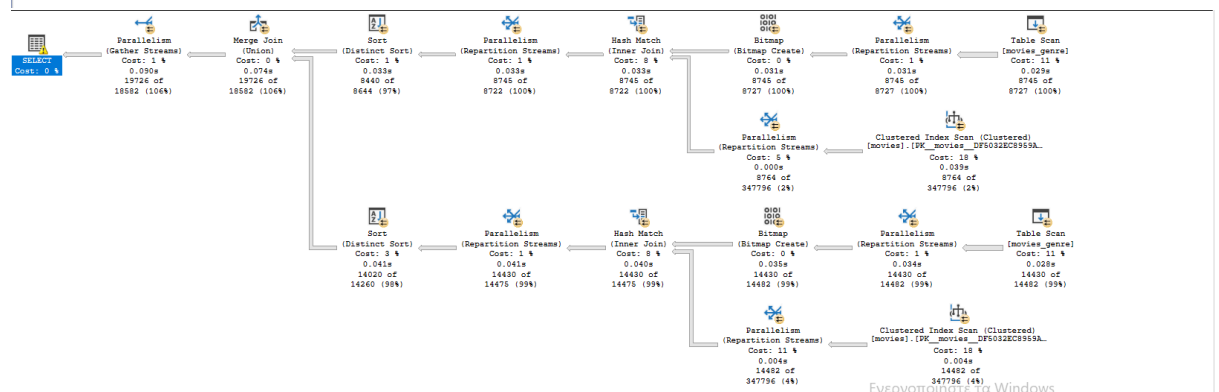 SELECT
Cost: 0 %
Parallelism
(Gather Streams)
Cost: 1 %
0.090s
19726 of
18582 (106%)
Merge Join
(Union)
Cost: 0 %
0.074s
19726 of
18582 (106%)
Sort
(Distinct Sort)
Cost: 1 %
0.033s
8440 of
8644 (97%)
Parallelism
(Repartition Streams)
Cost: 1 %
0.033s
8745 of
8722 (100%)
Hash Match
(Inner Join)
Cost: 8 %
0.033s
8745 of
8722 (100%)
Bitmap
(Bitmap Create)
Cost: 0 %
0.031s
8745 of
8727 (100%)
Parallelism
(Repartition Streams)
Cost: 1 %
0.031s
8745 of
8727 (100%)
Table Scan
[movies_genre]
Cost: 11 %
0.029s
8745 of
8727 (100%)
Parallelism
(Repartition Streams)
Cost: 5 %
0.000s
8764 of
347796 (2%)
Clustered Index Scan (Clustered)
[movies].[PK__movies__DF5032EC8959A…
Cost: 18 %
0.039s
8764 of
347796 (2%)
Sort
(Distinct Sort)
Cost: 3 %
0.041s
14020 of
14260 (98%)
Parallelism
(Repartition Streams)
Cost: 1 %
0.041s
14430 of
14475 (99%)
Hash Match
(Inner Join)
Cost: 8 %
0.040s
14430 of
14475 (99%)
Bitmap
(Bitmap Create)
Cost: 0 %
0.035s
14430 of
14482 (99%)
Parallelism
(Repartition Streams)
Cost: 1 %
0.034s
14430 of
14482 (99%)
Table Scan
[movies_genre]
Cost: 11 %
0.028s
14430 of
14482 (99%)
Parallelism
(Repartition Streams)
Cost: 11 %
0.004s
14482 of
347796 (4%)
Clustered Index Scan (Clustered)
[movies].[PK__movies__DF5032EC8959A…
Cost: 18 %
0.004s
14482 of
347796 (4%)
Ενεργοποιήστε τα Windows